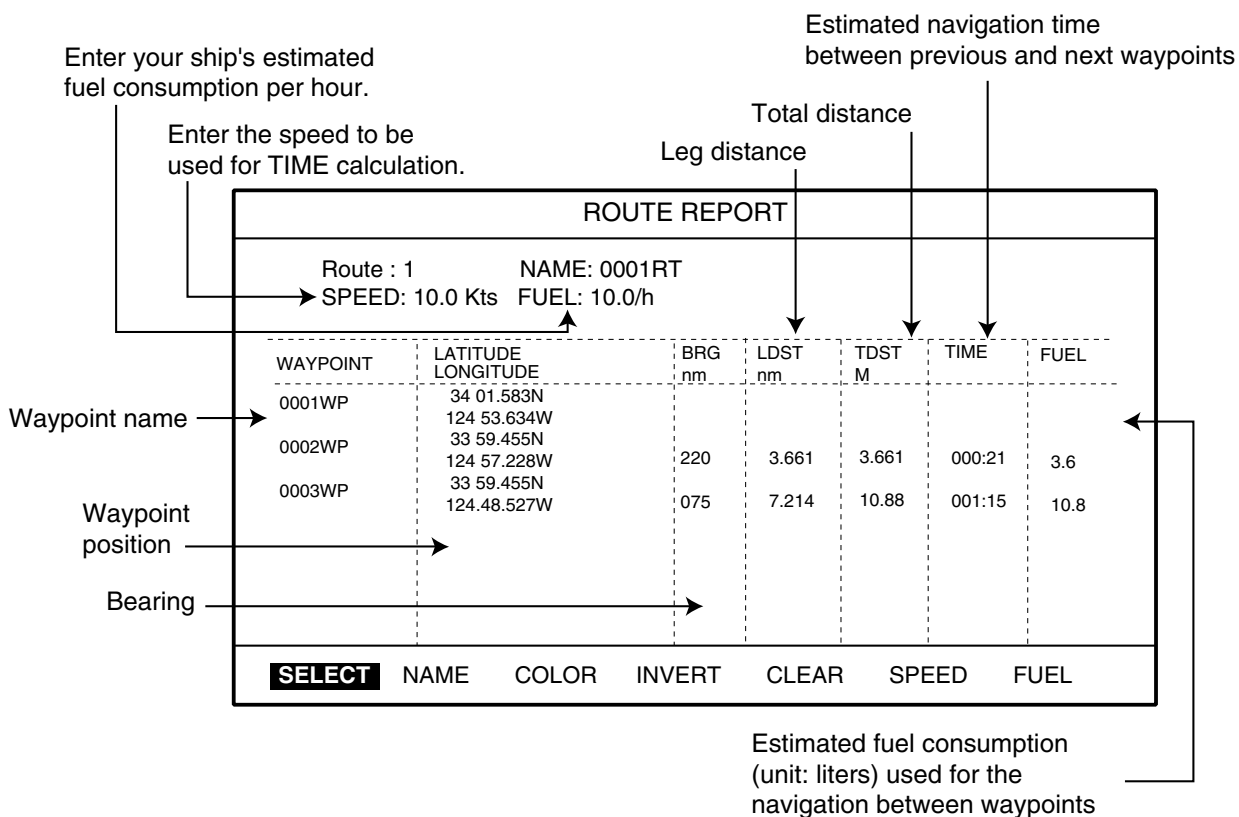 Estimated navigation time
between previous and next waypoints
Enter your ship's estimated
fuel consumption per hour.
Total distance
Enter the speed to be
used for TIME calculation.
Leg distance
ROUTE REPORT
Route : 1 NAME: 0001RT
SPEED: 10.0 Kts FUEL: 10.0/h
WAYPOINT LATITUDE BRG LDST TDST TIME FUEL
LONGITUDE nm nm M
0001WP 34 01.583N
124 53.634W
Waypoint name
0002WP 33 59.455N
124 57.228W 220 3.661 3.661 000:21 3.6
0003WP 33 59.455N
124.48.527W 075 7.214 10.88 001:15 10.8
Waypoint
position
Bearing
SELECT NAME COLOR INVERT CLEAR SPEED FUEL
Estimated fuel consumption
(unit: liters) used for the
navigation between waypoints